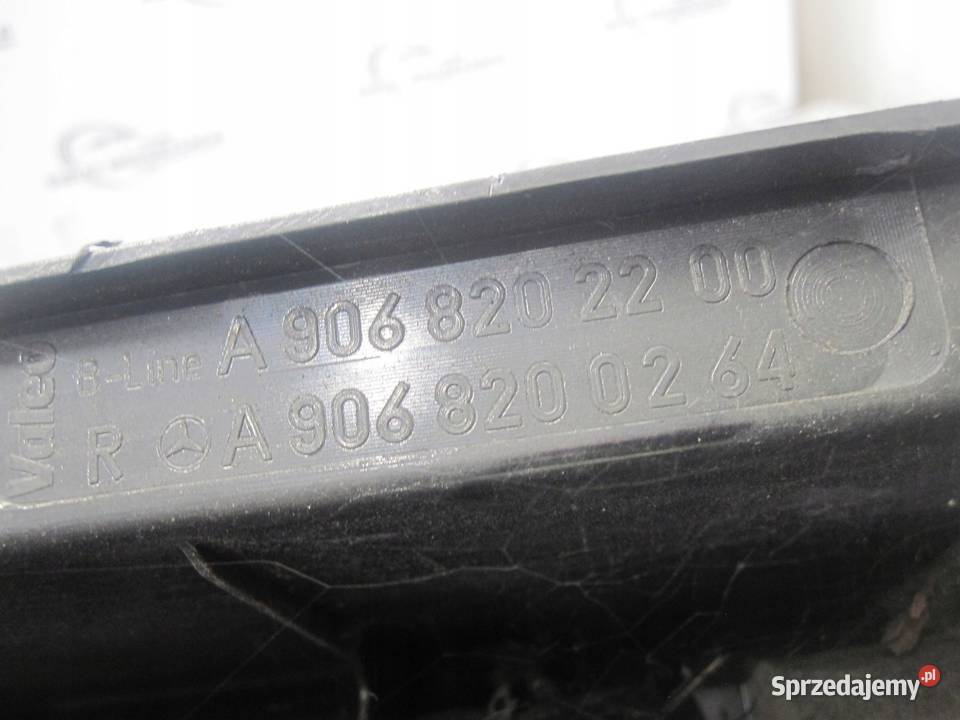 Valeo
B-Line A 906 820 22 00
R A 906 820 02 64
Sprzedajemy.pl